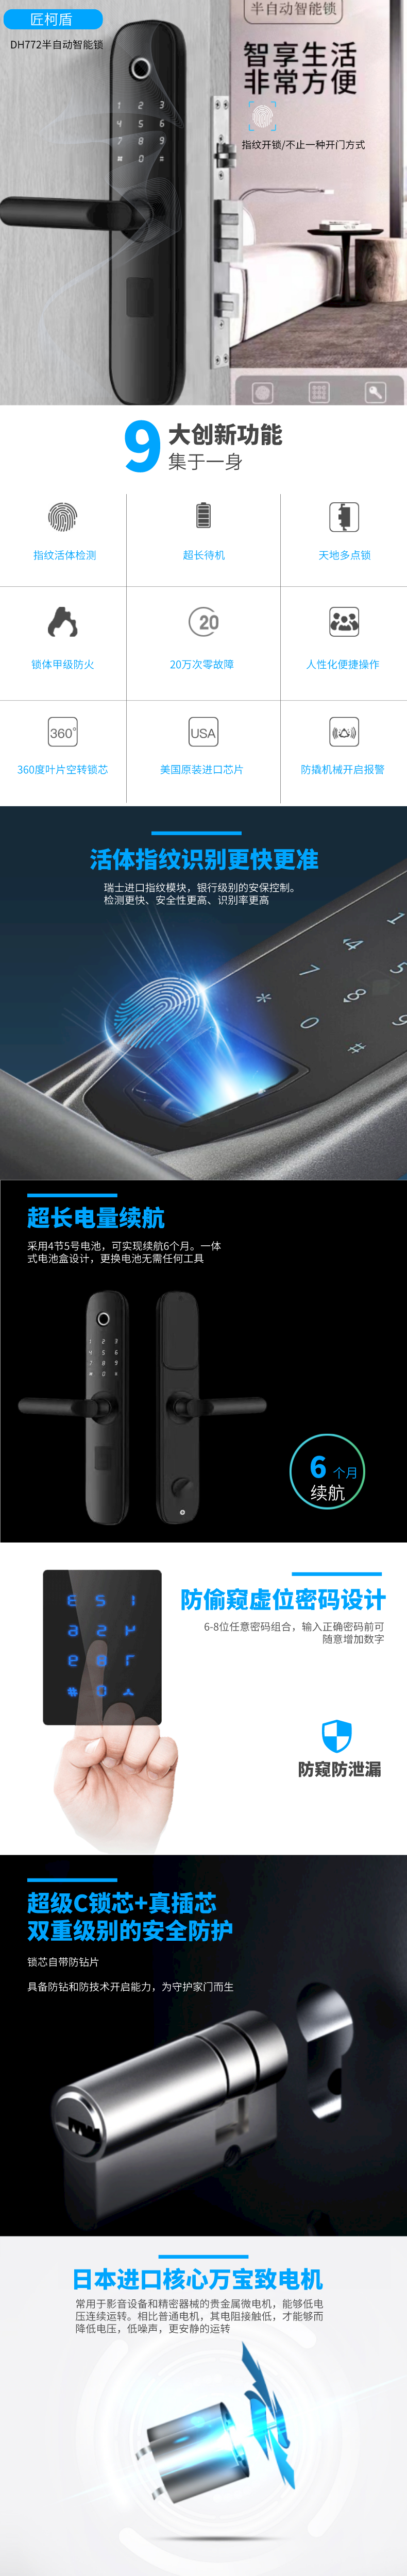 匠柯盾
DH772半自动智能锁
半自动智能锁
智享生活
非常方便
指纹开锁/不止一种开门方式
1 2 3
4 5 6
7 8 9
* 0 #
9大创新功能
集于一身
指纹活体检测
超长待机
天地多点锁
20
锁体甲级防火
20万次零故障
人性化便捷操作
360°
USA
360度叶片空转锁芯
美国原装进口芯片
防撬机械开启报警
活体指纹识别更快更准
瑞士进口指纹模块，银行级别的安保控制。
检测更快、安全性更高、识别率更高
超长电量续航
采用4节5号电池，可实现续航6个月。一体
式电池盒设计，更换电池无需任何工具
6 个月
续航
防偷窥虚位密码设计
6-8位任意密码组合，输入正确密码前可
随意增加数字
防窥防泄漏
超级C锁芯+真插芯
双重级别的安全防护
锁芯自带防钻片
具备防钻和防技术开启能力，为守护家门而生
日本进口核心万宝致电机
常用于影音设备和精密器械的贵金属微电机，能够低电
压连续运转。相比普通电机，其电阻接触低，才能够而
降低电压，低噪声，更安静的运转